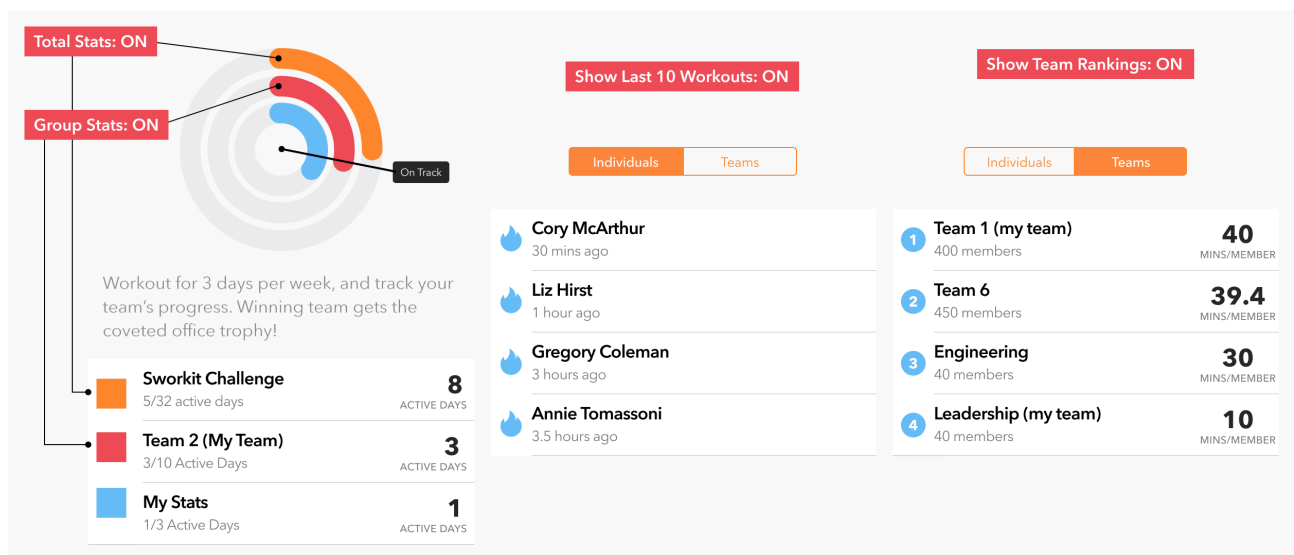 Total Stats: ON
Group Stats: ON
On Track
Workout for 3 days per week, and track your
team's progress. Winning team gets the
coveted office trophy!
Sworkit Challenge
5/32 active days
8
ACTIVE DAYS
Team 2 (My Team)
3/10 Active Days
3
ACTIVE DAYS
My Stats
1/3 Active Days
1
ACTIVE DAYS
Show Last 10 Workouts: ON
Individuals
Teams
Cory McArthur
30 mins ago
Liz Hirst
1 hour ago
Gregory Coleman
3 hours ago
Annie Tomassoni
3.5 hours ago
Show Team Rankings: ON
Individuals
Teams
1
Team 1 (my team)
400 members
40
MINS/MEMBER
2
Team 6
450 members
39.4
MINS/MEMBER
3
Engineering
40 members
30
MINS/MEMBER
4
Leadership (my team)
40 members
10
MINS/MEMBER